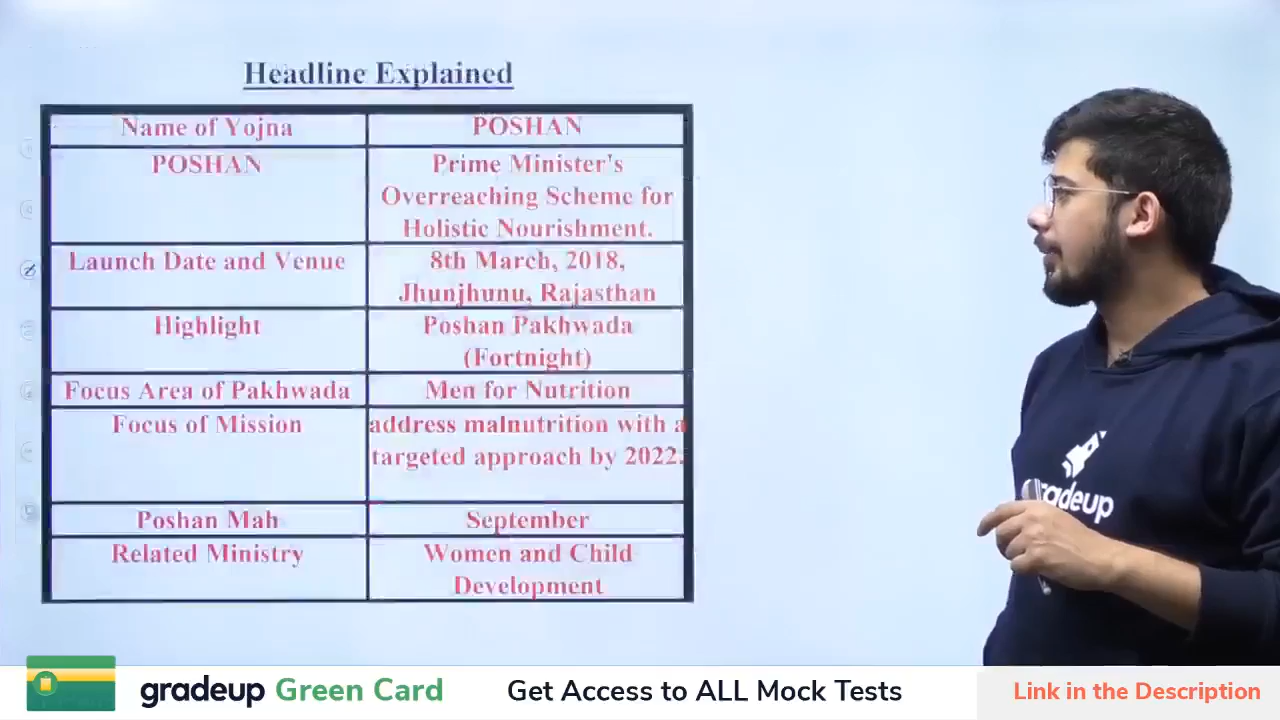 Headline Explained
Name of Yojna
POSHAN
POSHAN
Prime Minister's
Overreaching Scheme for
Holistic Nourishment.
Launch Date and Venue
8th March, 2018,
Jhunjhunu, Rajasthan
Highlight
Poshan Pakhwada
(Fortnight)
Focus Area of Pakhwada
Men for Nutrition
Focus of Mission
address malnutrition with a
targeted approach by 2022.
Poshan Mah
September
Related Ministry
Women and Child
Development
gradeup
gradeup Green Card
Get Access to ALL Mock Tests
Link in the Description